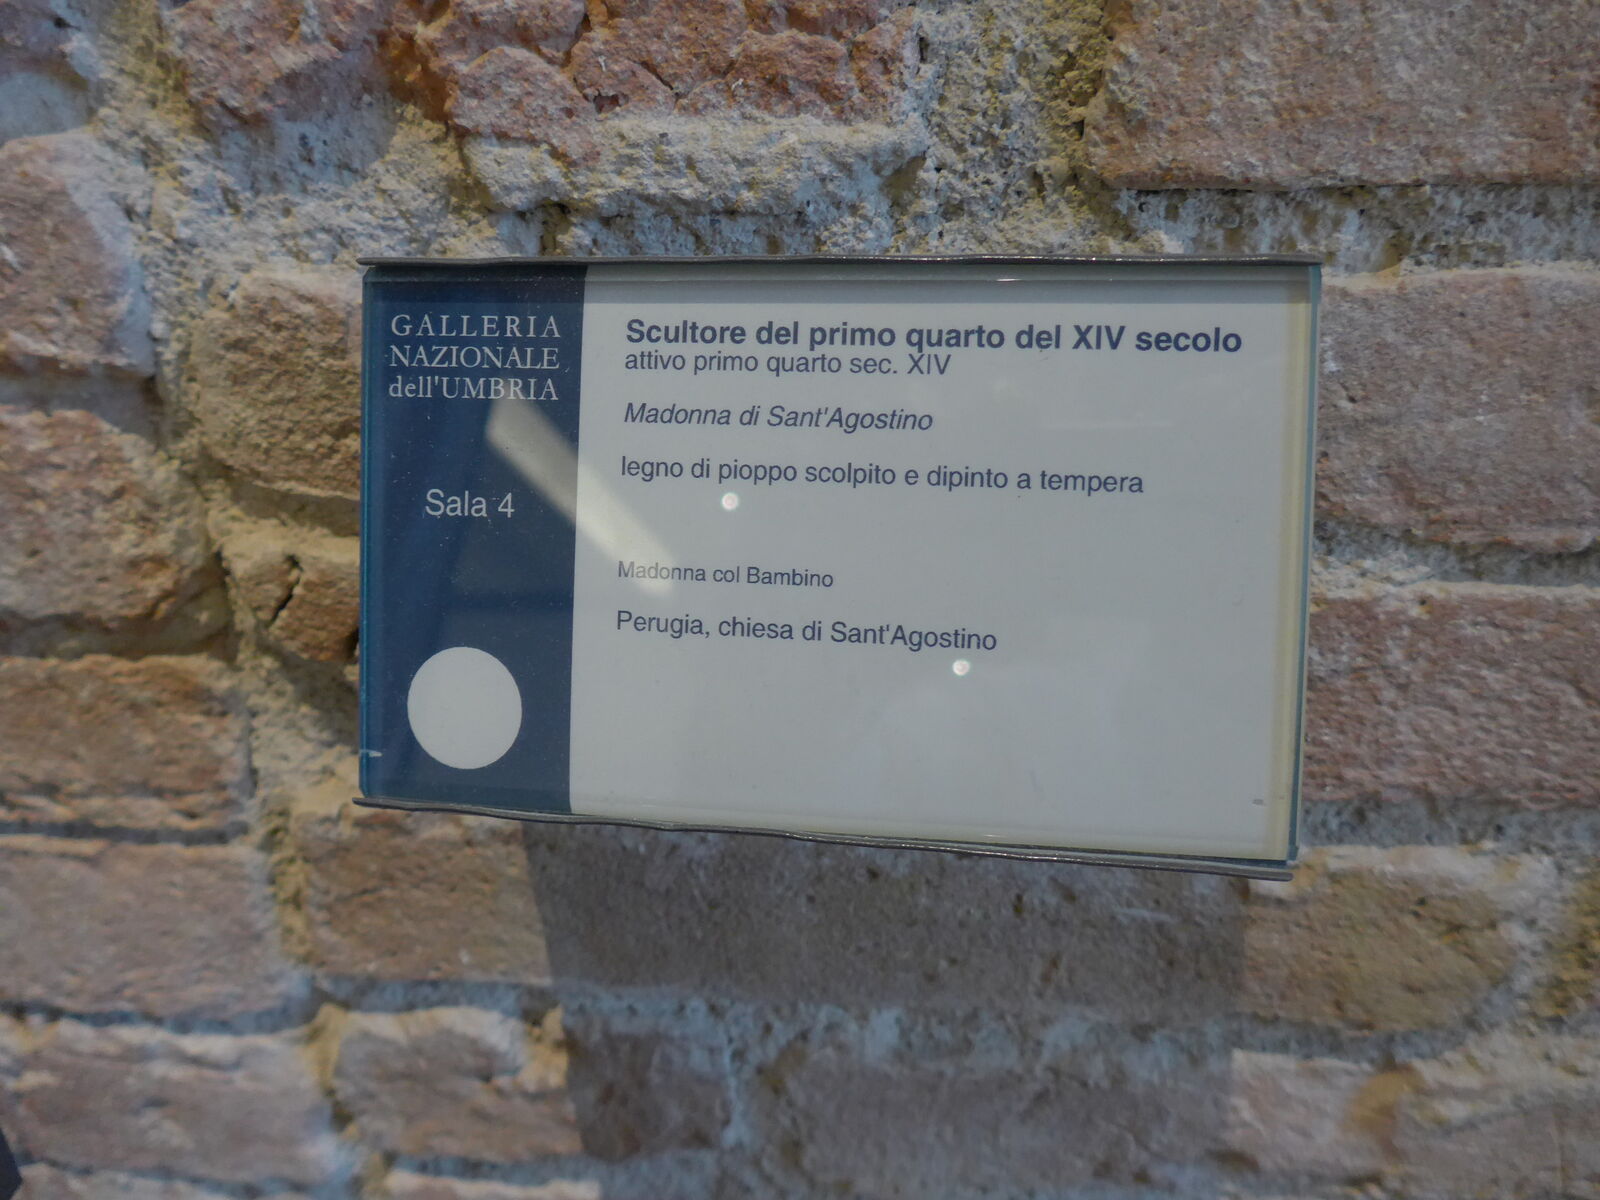 GALLERIA
NAZIONALE
dell'UMBRIA
Sala 4
Scultore del primo quarto del XIV secolo
attivo primo quarto sec. XIV
Madonna di Sant'Agostino
legno di pioppo scolpito e dipinto a tempera
Madonna col Bambino
Perugia, chiesa di Sant'Agostino